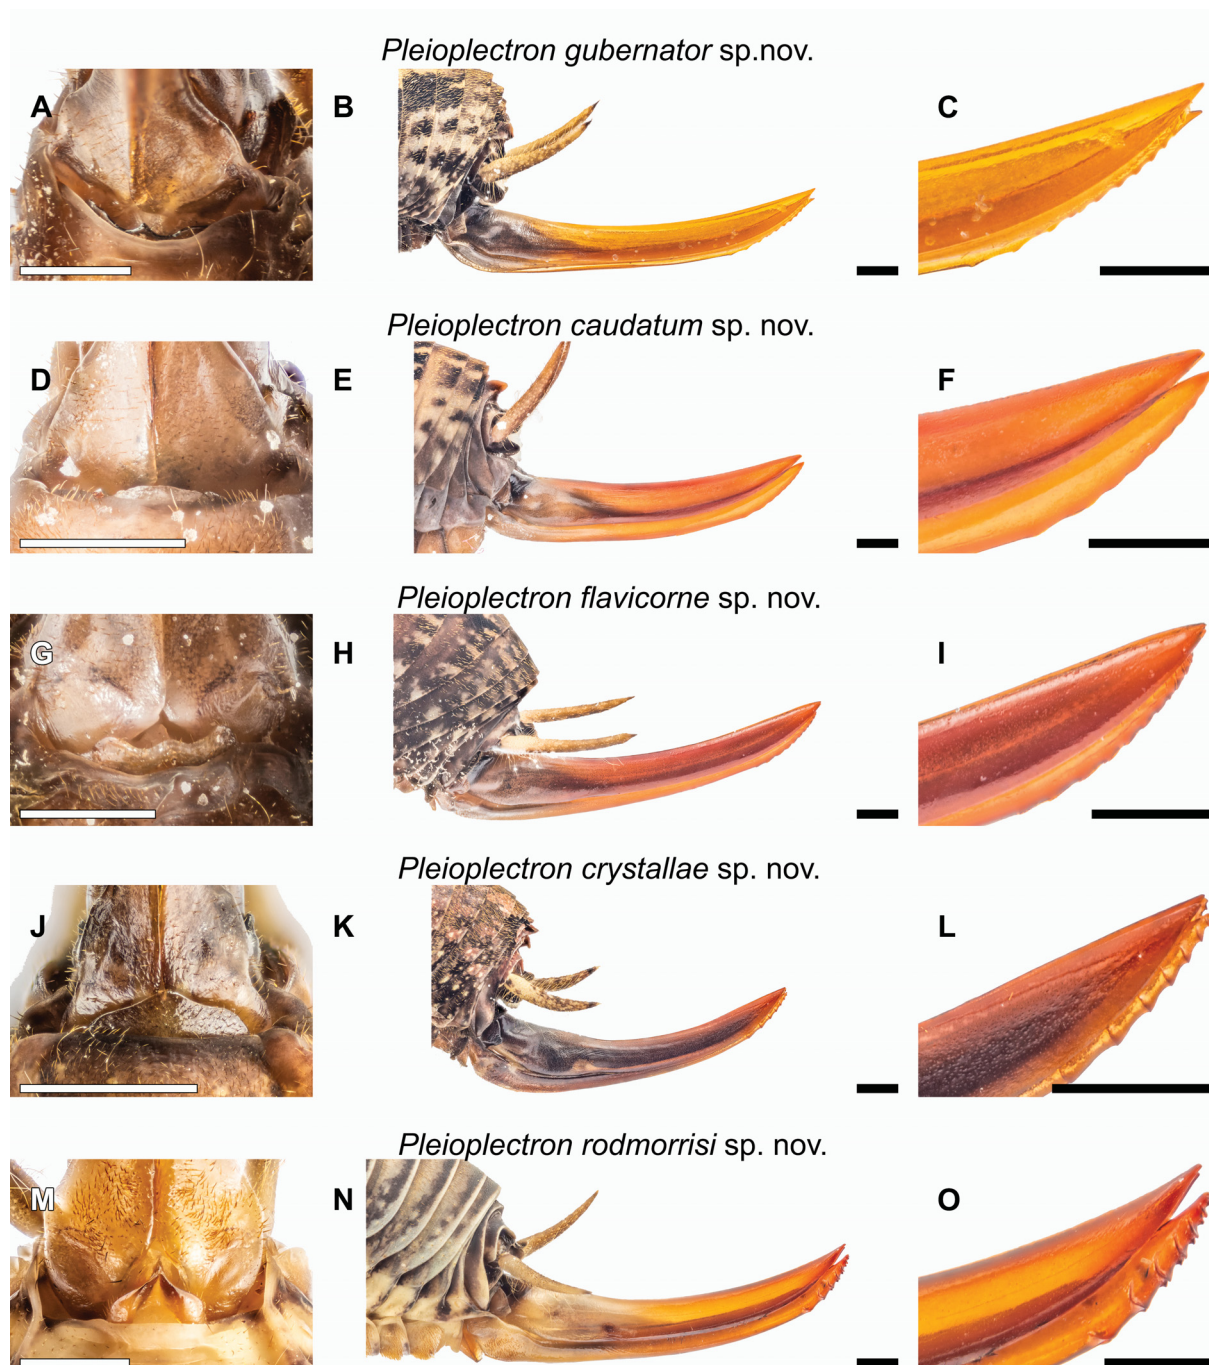 Pleioplectron gubernator sp.nov.
A B C
Pleioplectron caudatum sp. nov.
D E F
Pleioplectron flavicorne sp. nov.
G H I
Pleioplectron crystallae sp. nov.
J K L
Pleioplectron rodmorrisi sp. nov.
M N O